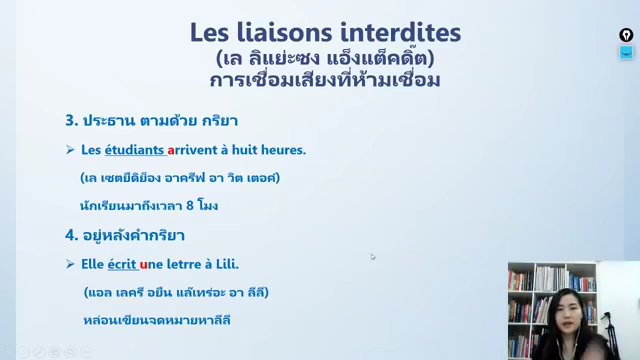 Les liaisons interdites
(เล ลิแย่ะซง แอ็งแต็คดิ๊ต)
การเชื่อมเสียงที่ห้ามเชื่อม
3. ประธาน ตามด้วย กริยา
➢ Les étudiants arrivent à huit heures.
(เล เซตยืดิย็อง อาครีฟ อา วิต เตอค์)
นักเรียนมาถึงเวลา 8 โมง
4. อยู่หลังคำกริยา
➢ Elle écrit une letrre à Lili.
(แอล เลครี อยืน แล๊เทร่อะ อา ลีลี)
หล่อนเขียนจดหมายหาลีลี